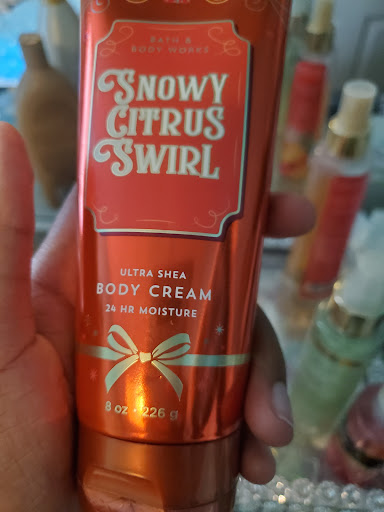 BATH &
BODY WORKS
SNOWY
CITRUS
SWIRL
ULTRA SHEA
BODY CREAM
24 HR MOISTURE
8 oz • 226 g